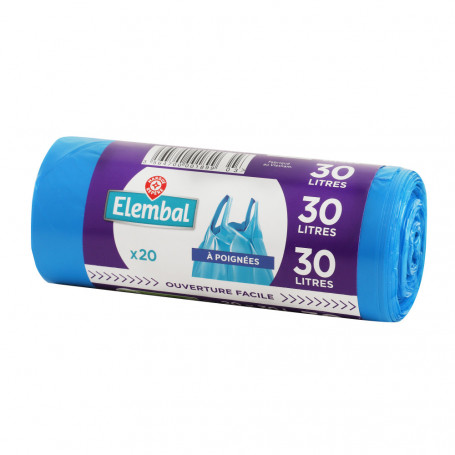 30
LITRES
Elembal
30
LITRES
x20
À POIGNÉES
30
LITRES
OUVERTURE FACILE